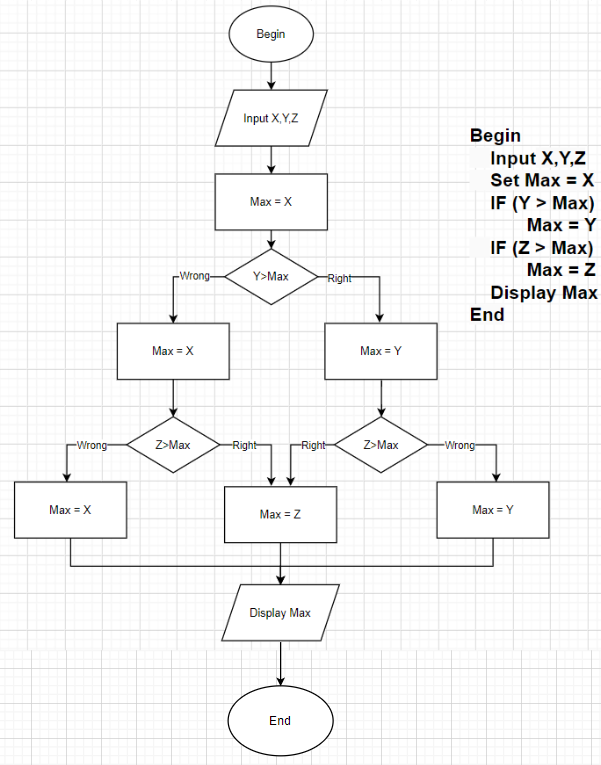 Begin
Input X,Y,Z
Max = X
Y>Max
Wrong
Right
Max = X
Max = Y
Z>Max
Z>Max
Wrong
Right
Right
Wrong
Max = X
Max = Z
Max = Y
Display Max
End
Begin
Input X,Y,Z
Set Max = X
IF (Y > Max)
Max = Y
IF (Z > Max)
Max = Z
Display Max
End